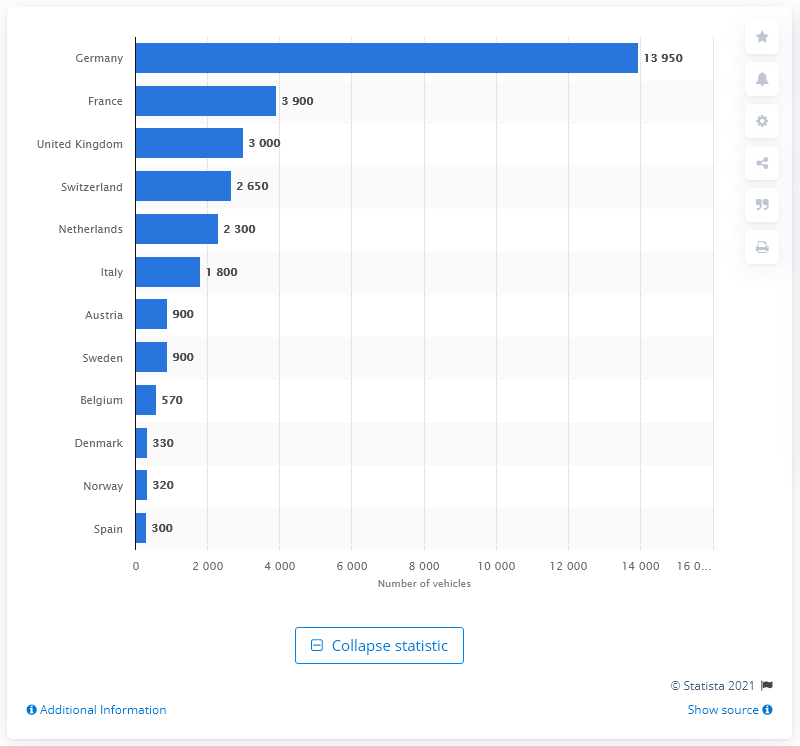 Germany 13 950
France 3 900
United Kingdom 3 000
Switzerland 2 650
Netherlands 2 300
Italy 1 800
Austria 900
Sweden 900
Belgium 570
Denmark 330
Norway 320
Spain 300
0 2 000 4 000 6 000 8 000 10 000 12 000 14 000 16 0...
Number of vehicles
Collapse statistic
© Statista 2021
Additional Information Show source